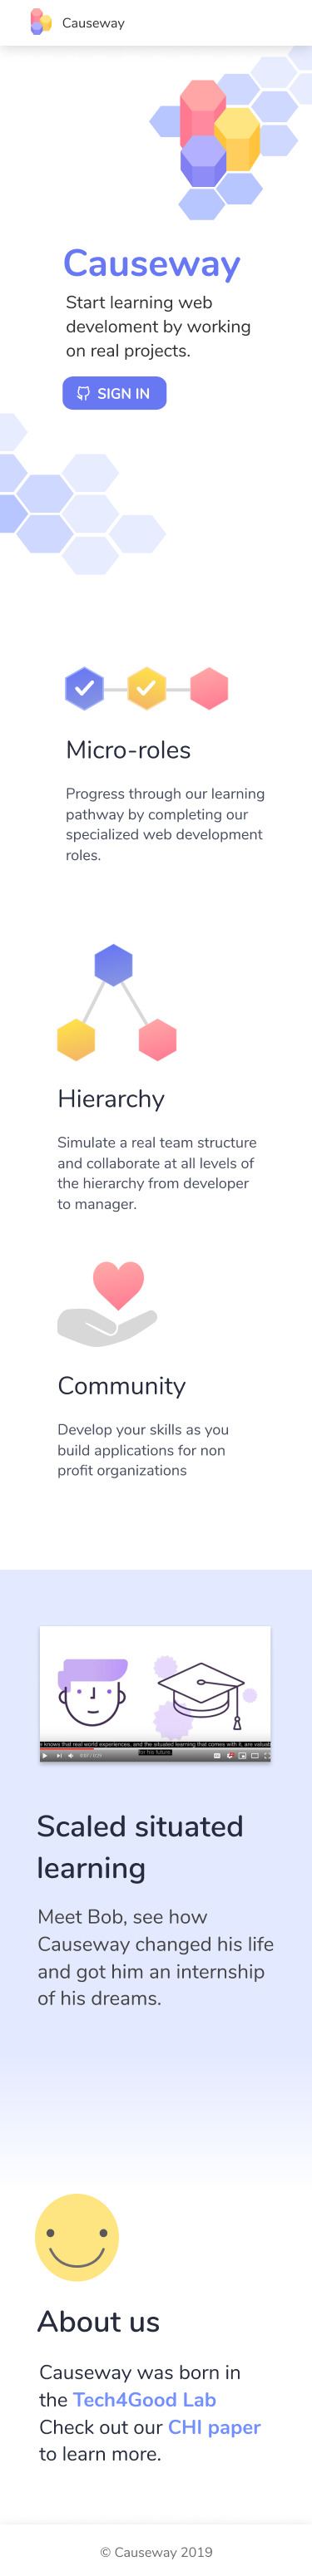 Causeway
Causeway
Start learning web
develoment by working
on real projects.
SIGN IN
Micro-roles
Progress through our learning
pathway by completing our
specialized web development
roles.
Hierarchy
Simulate a real team structure
and collaborate at all levels of
the hierarchy from developer
to manager.
Community
Develop your skills as you
build applications for non
profit organizations
knows that real world experiences, and the situated learning that comes with it, are
for his future.
Scaled situated
learning
Meet Bob, see how
Causeway changed his life
and got him an internship
of his dreams.
About us
Causeway was born in
the Tech4Good Lab
Check out our CHI paper
to learn more.
© Causeway 2019